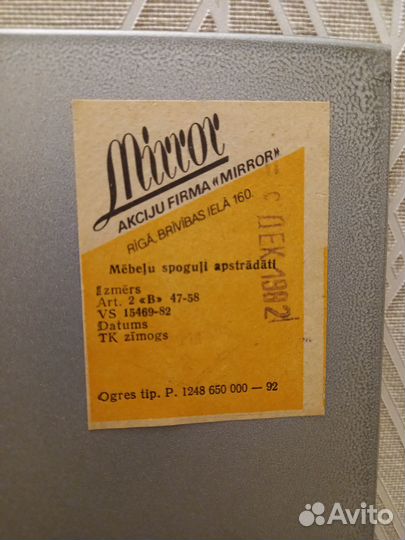 Mirror
AKCIJU FIRMA «MIRROR»
RĪGĀ, BRĪVĪBAS IELĀ 160.
Mēbeļu spoguļi apstrādāti
Izmērs
Art. 2 «B» 47-58
VS 15469-82
Datums
TK zīmogs
ДЕК 1982
Ogres tip. P. 1248 650 000 — 92
Avito